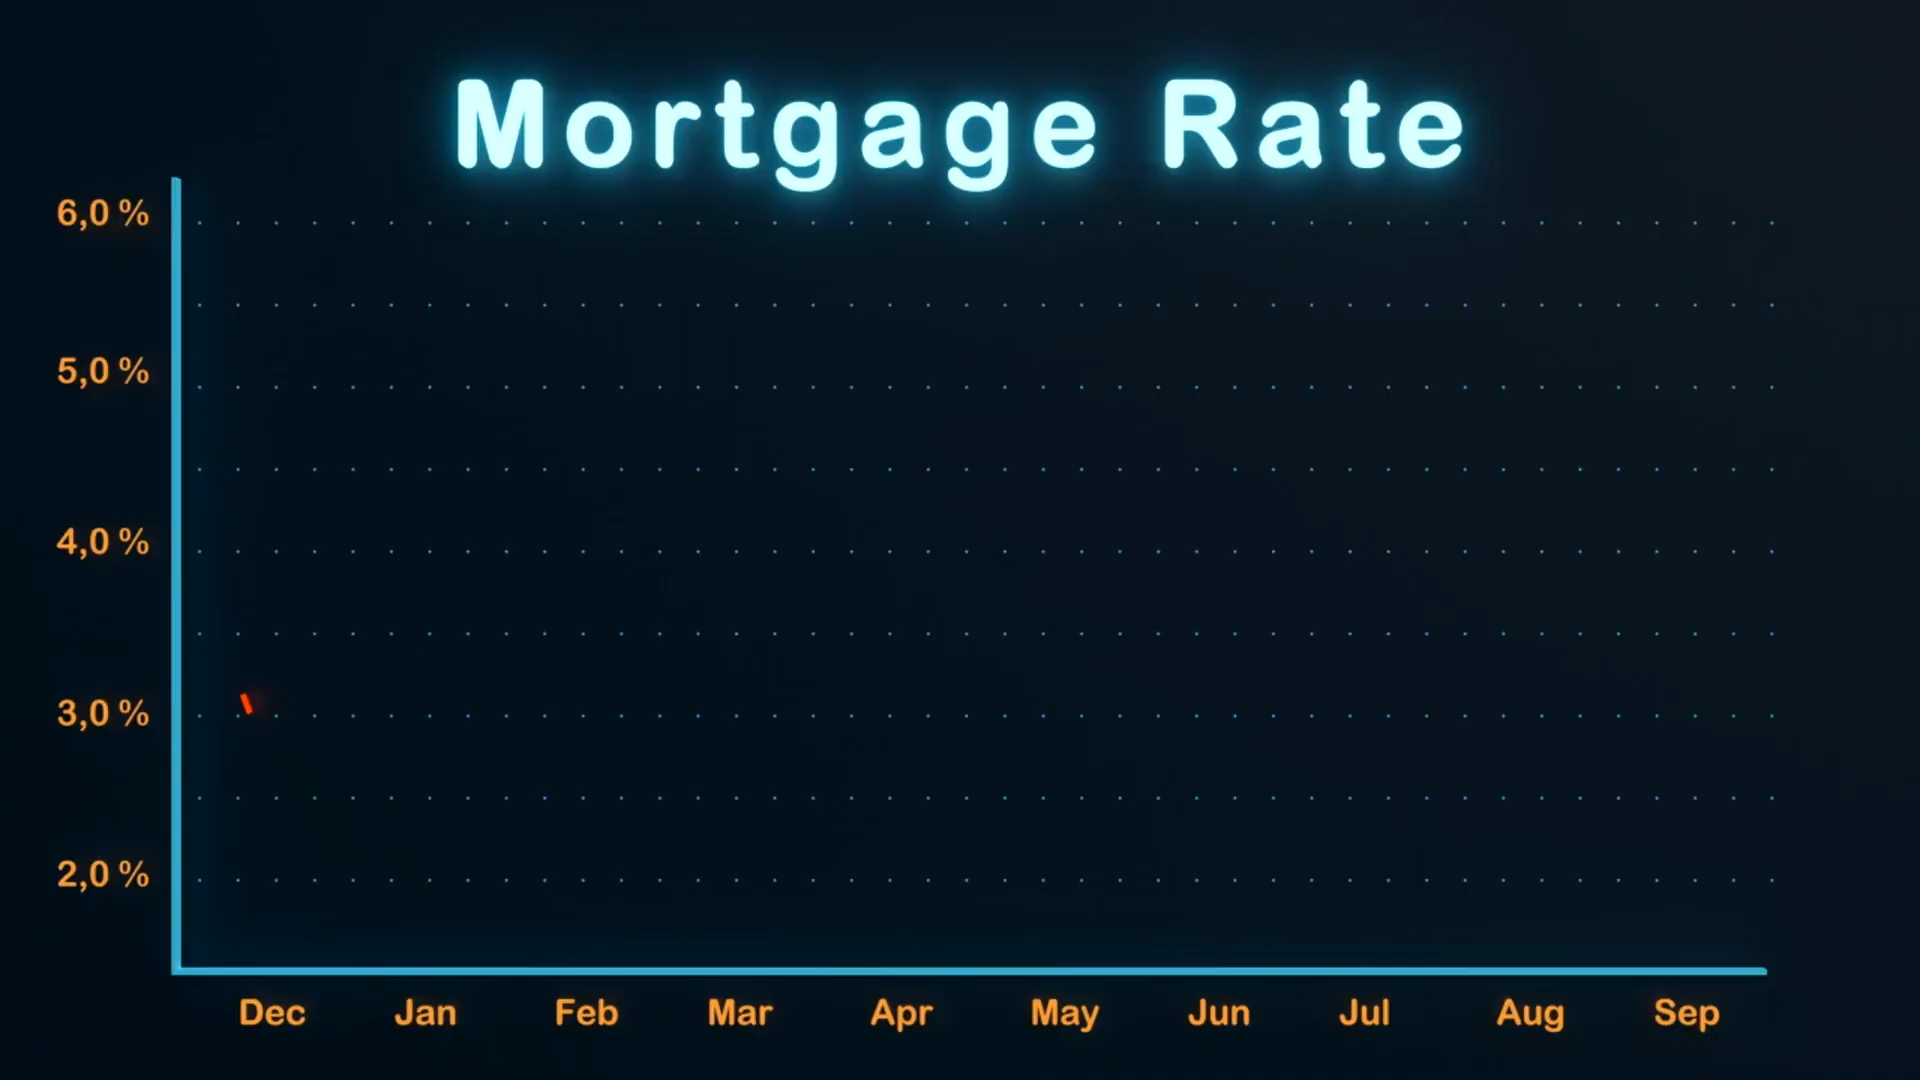 Mortgage Rate
6,0 %
5,0 %
4,0 %
3,0 %
2,0 %
Dec Jan Feb Mar Apr May Jun Jul Aug Sep